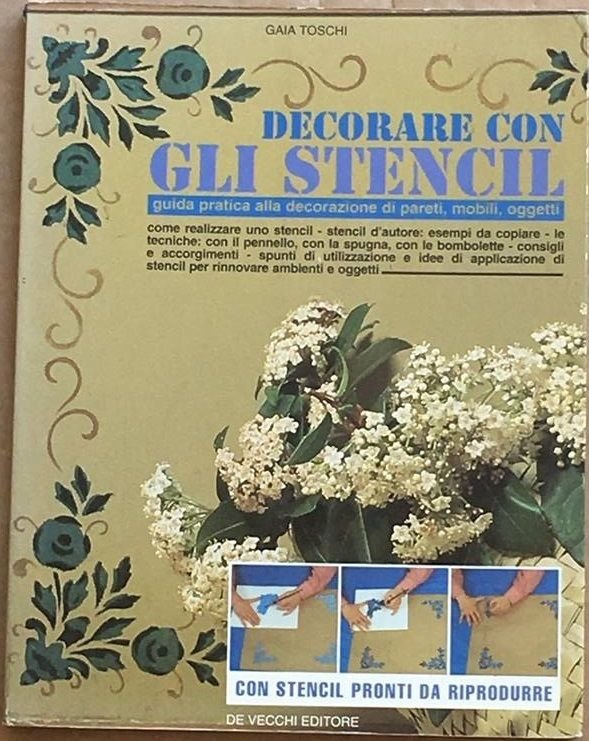 GAIA TOSCHI
DECORARE CON
GLI STENCIL
guida pratica alla decorazione di pareti, mobili, oggetti
come realizzare uno stencil - stencil d'autore: esempi da copiare - le
tecniche: con il pennello, con la spugna, con le bombolette - consigli
e accorgimenti - spunti di utilizzazione e idee di applicazione di
stencil per rinnovare ambienti e oggetti
CON STENCIL PRONTI DA RIPRODURRE
DE VECCHI EDITORE